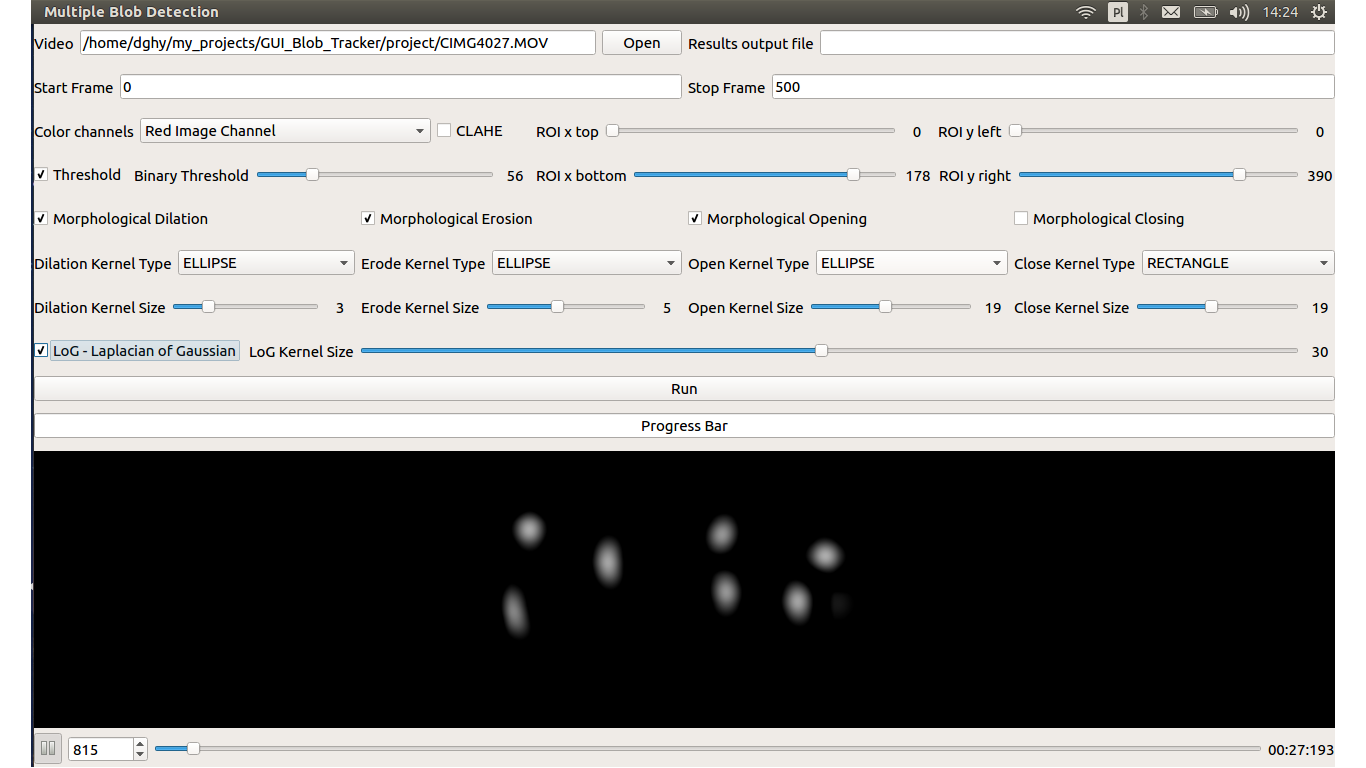 Multiple Blob Detection Pl 14:24
Video /home/dghy/my_projects/GUI_Blob_Tracker/project/CIMG4027.MOV Open Results output file
Start Frame 0 Stop Frame 500
Color channels Red Image Channel CLAHE ROI x top 0 ROI y left 0
Threshold Binary Threshold 56 ROI x bottom 178 ROI y right 390
Morphological Dilation Morphological Erosion Morphological Opening Morphological Closing
Dilation Kernel Type ELLIPSE Erode Kernel Type ELLIPSE Open Kernel Type ELLIPSE Close Kernel Type RECTANGLE
Dilation Kernel Size 3 Erode Kernel Size 5 Open Kernel Size 19 Close Kernel Size 19
LoG - Laplacian of Gaussian LoG Kernel Size 30
Run
Progress Bar
815 00:27:193